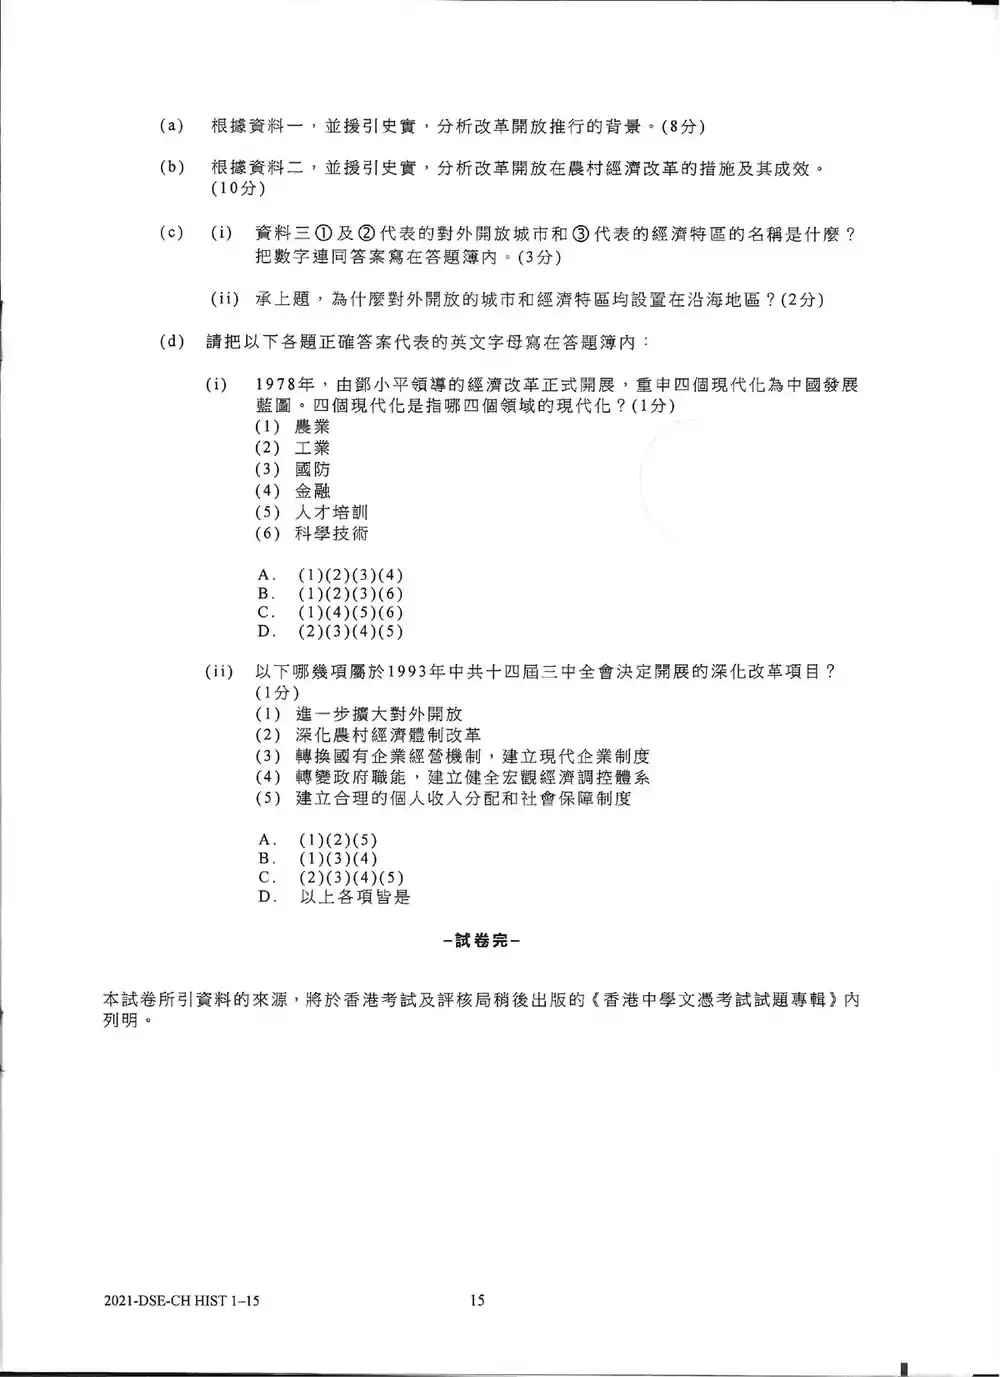 (a) 根據資料一，並援引史實，分析改革開放推行的背景。(8分)
(b) 根據資料二，並援引史實，分析改革開放在農村經濟改革的措施及其成效。
(10分)
(c) (i) 資料三①及②代表的對外開放城市和③代表的經濟特區的名稱是什麼？
把數字連同答案寫在答題簿內。(3分)
(ii) 承上題，為什麼對外開放的城市和經濟特區均設置在沿海地區？(2分)
(d) 請把以下各題正確答案代表的英文字母寫在答題簿內：
(i) 1978年，由鄧小平領導的經濟改革正式開展，重申四個現代化為中國發展
藍圖。四個現代化是指哪四個領域的現代化？(1分)
(1) 農業
(2) 工業
(3) 國防
(4) 金融
(5) 人才培訓
(6) 科學技術
A. (1)(2)(3)(4)
B. (1)(2)(3)(6)
C. (1)(4)(5)(6)
D. (2)(3)(4)(5)
(ii) 以下哪幾項屬於1993年中共十四屆三中全會決定開展的深化改革項目？
(1分)
(1) 進一步擴大對外開放
(2) 深化農村經濟體制改革
(3) 轉換國有企業經營機制，建立現代企業制度
(4) 轉變政府職能，建立健全宏觀經濟調控體系
(5) 建立合理的個人收入分配和社會保障制度
A. (1)(2)(5)
B. (1)(3)(4)
C. (2)(3)(4)(5)
D. 以上各項皆是
–試卷完–
本試卷所引資料的來源，將於香港考試及評核局稍後出版的《香港中學文憑考試試題專輯》內
列明。
2021-DSE-CH HIST 1–15
15